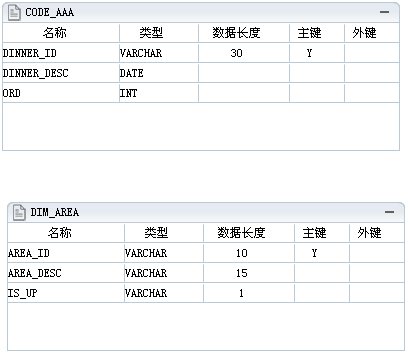 CODE_AAA
名称 类型 数据长度 主键 外键
DINNER_ID VARCHAR 30 Y
DINNER_DESC DATE
ORD INT
DIM_AREA
名称 类型 数据长度 主键 外键
AREA_ID VARCHAR 10 Y
AREA_DESC VARCHAR 15
IS_UP VARCHAR 1